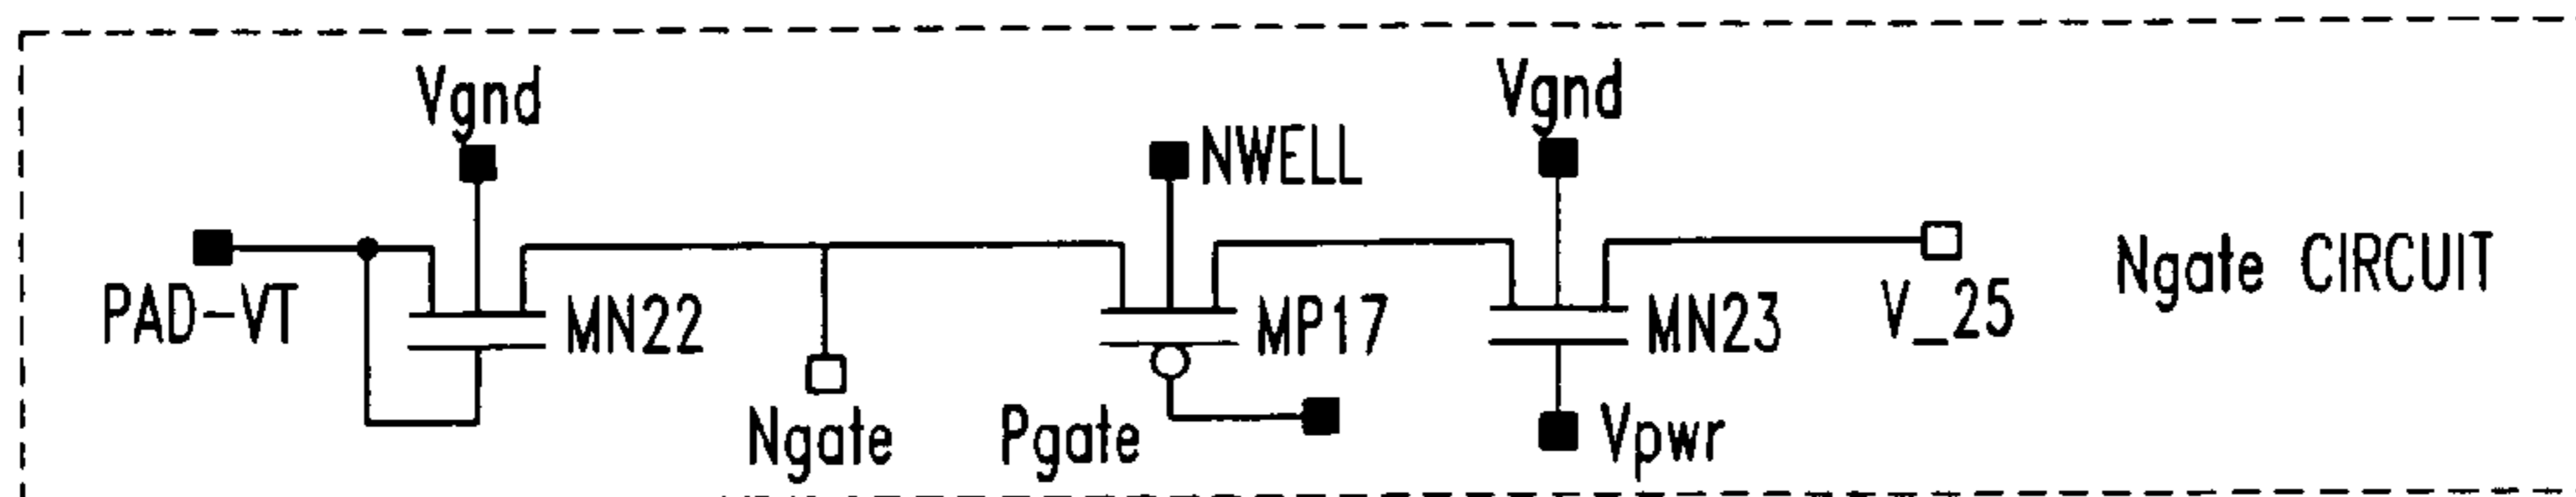 Vgnd
Vgnd
NWELL
PAD-VT
MN22
MP17
MN23
V_25
Ngate CIRCUIT
Ngate
Pgate
Vpwr